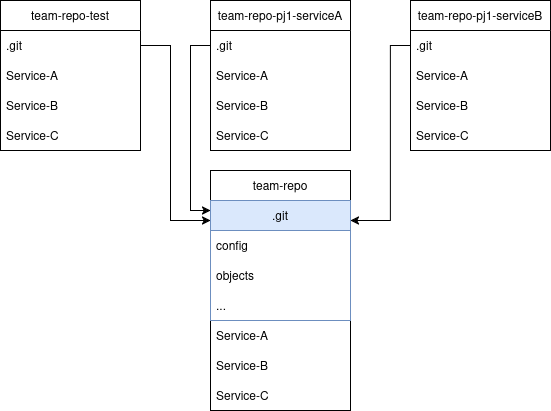 team-repo-test
.git
Service-A
Service-B
Service-C
team-repo-pj1-serviceA
.git
Service-A
Service-B
Service-C
team-repo-pj1-serviceB
.git
Service-A
Service-B
Service-C
team-repo
.git
config
objects
...
Service-A
Service-B
Service-C